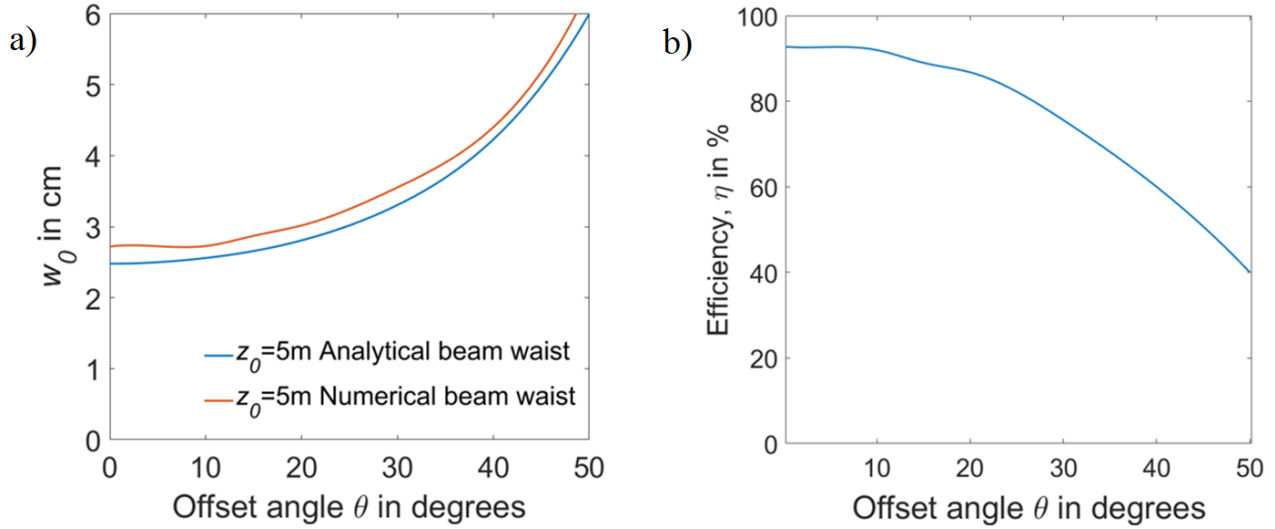 a)
6
5
4
3
2
1
0
w0 in cm
z0=5m Analytical beam waist
z0=5m Numerical beam waist
0 10 20 30 40 50
Offset angle θ in degrees
b)
100
80
60
40
20
0
Efficiency, η in %
10 20 30 40 50
Offset angle θ in degrees